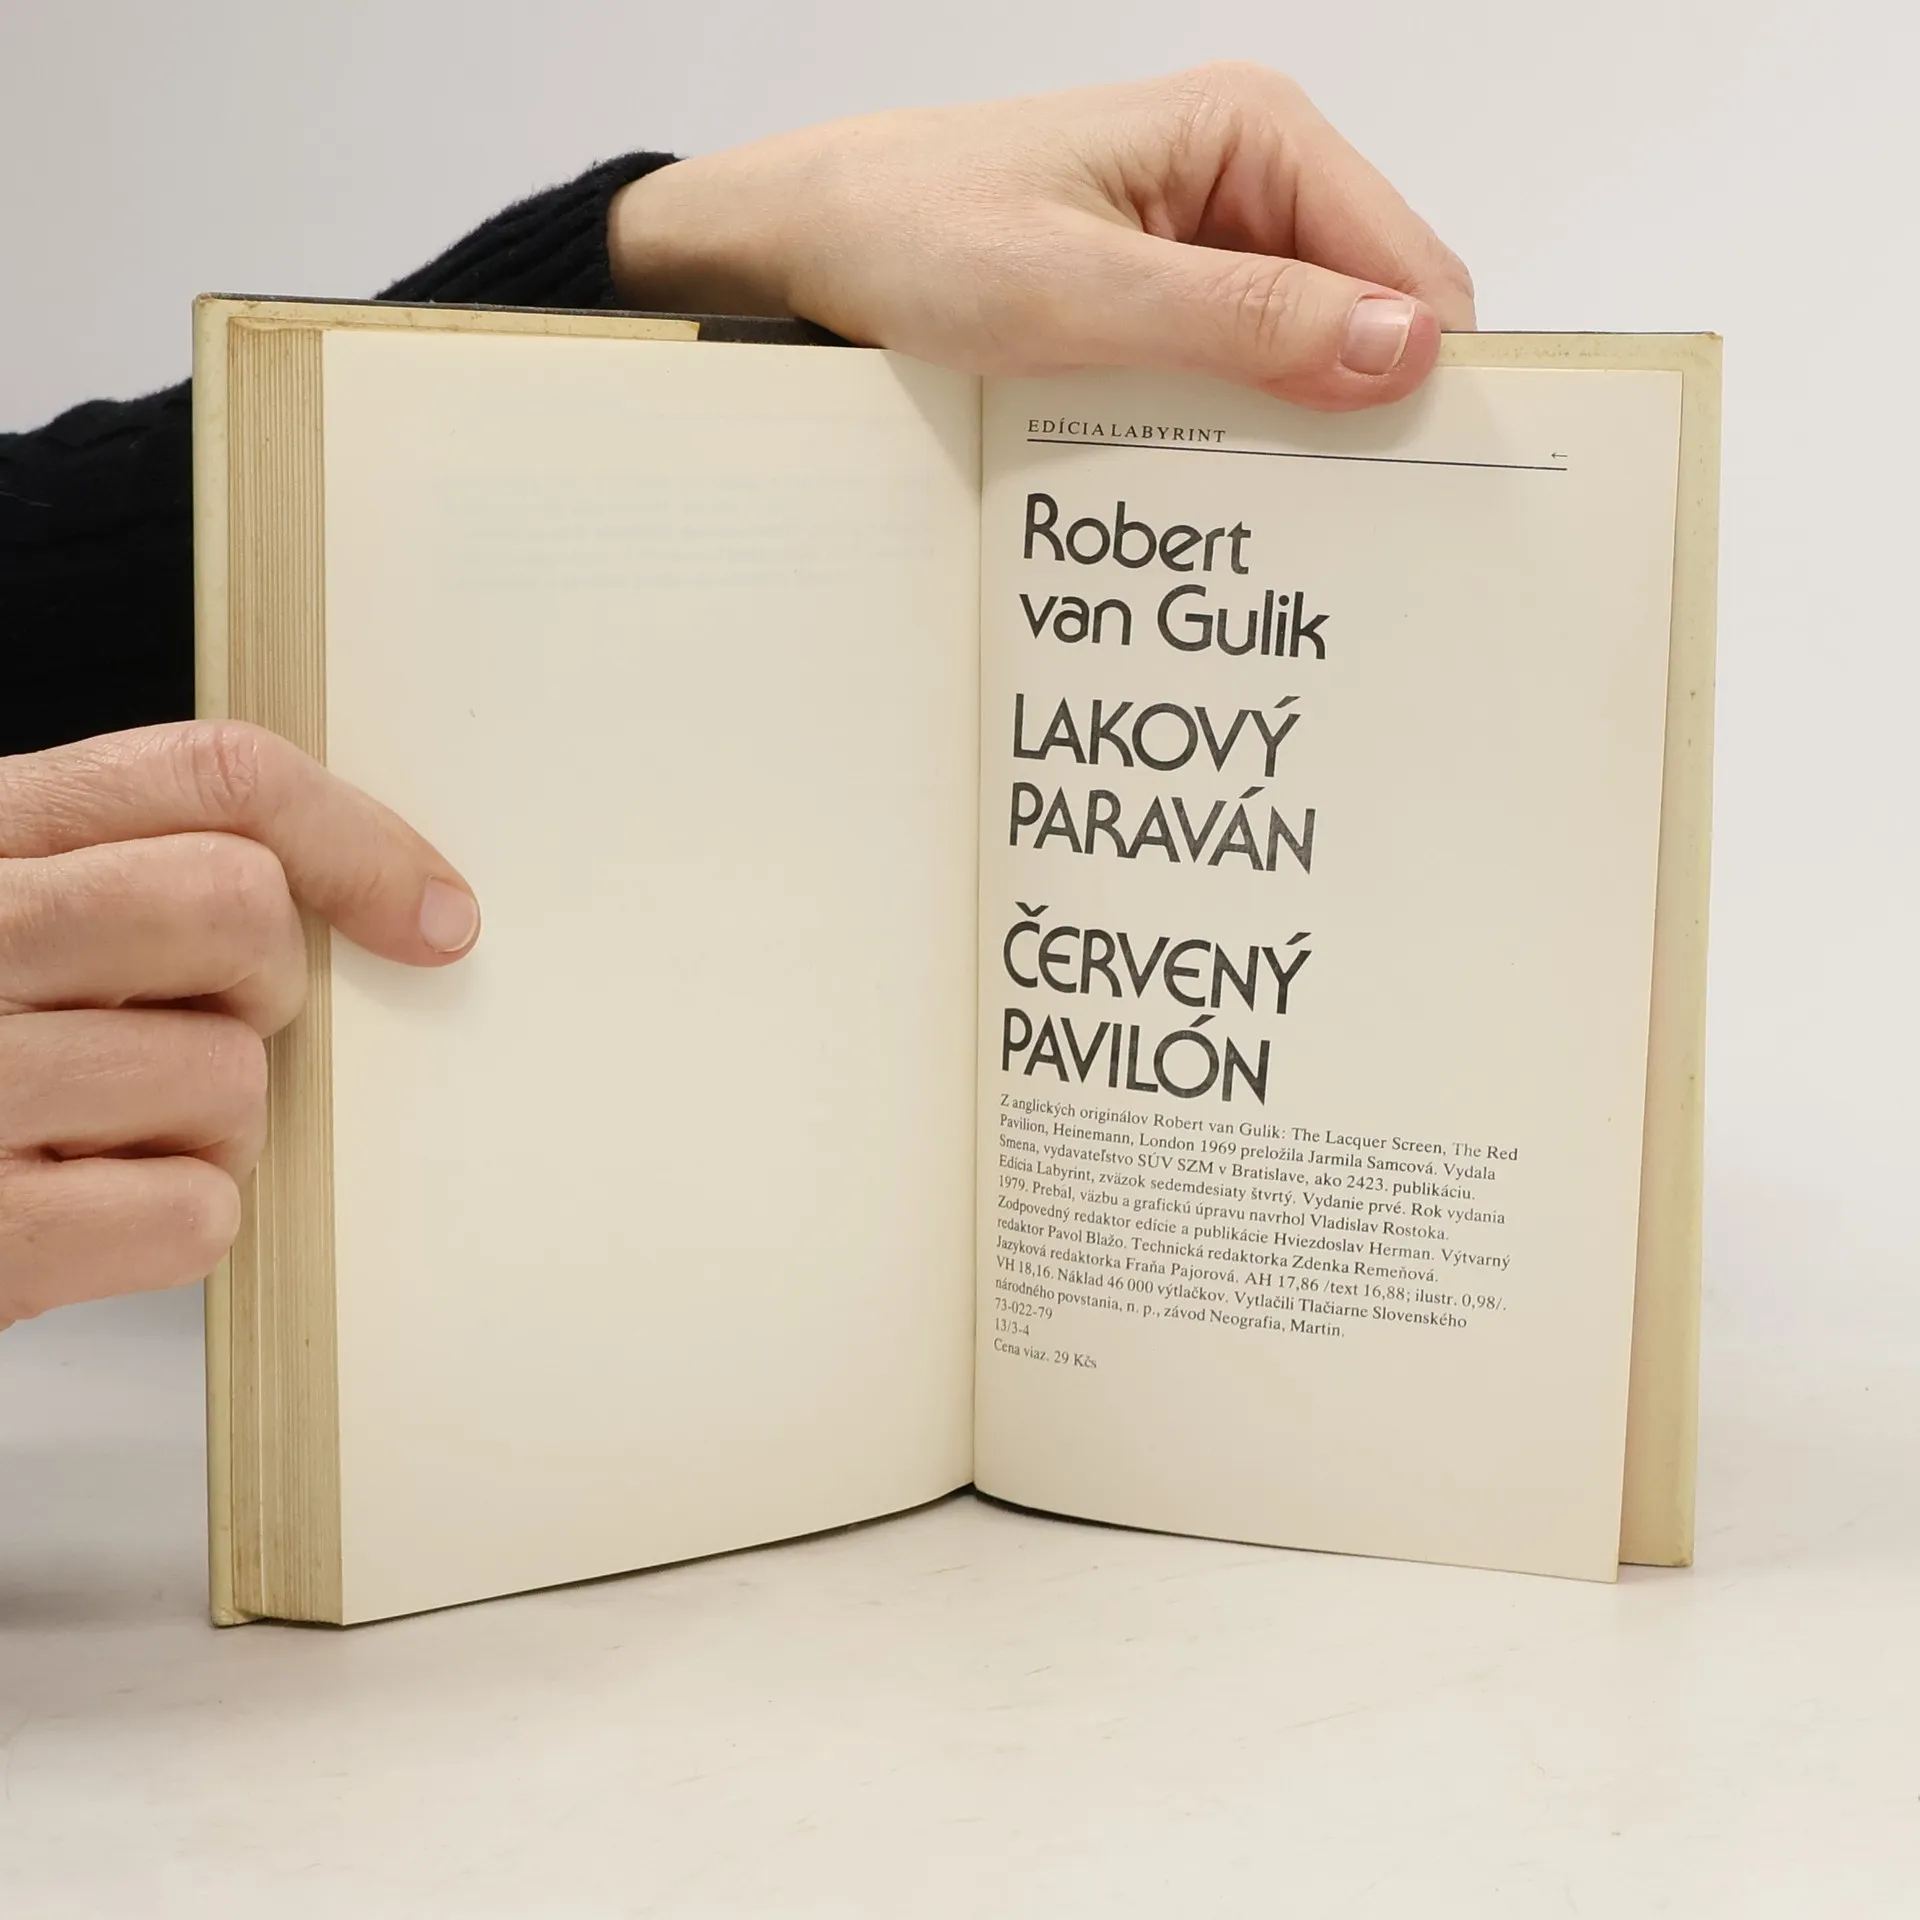 EDÍCIA LABYRINT
←
Robert
van Gulik
LAKOVÝ
PARAVÁN
ČERVENÝ
PAVILÓN
Z anglických originálov Robert van Gulik: The Lacquer Screen, The Red
Pavilion, Heinemann, London 1969 preložila Jarmila Samcová. Vydala
Smena, vydavateľstvo SÚV SZM v Bratislave, ako 2423. publikáciu.
Edícia Labyrint, zväzok sedemdesiaty štvrtý. Vydanie prvé. Rok vydania
1979. Prebal, väzbu a grafickú úpravu navrhol Vladislav Rostoka.
Zodpovedný redaktor edície a publikácie Hviezdoslav Herman. Výtvarný
redaktor Pavol Blažo. Technická redaktorka Zdenka Remeňová.
Jazyková redaktorka Fraňa Pajorová. AH 17,86 /text 16,88; ilustr. 0,98/.
VH 18,16. Náklad 46 000 výtlačkov. Vytlačili Tlačiarne Slovenského
národného povstania, n. p., závod Neografia, Martin.
73-022-79
13/3-4
Cena viaz. 29 Kčs